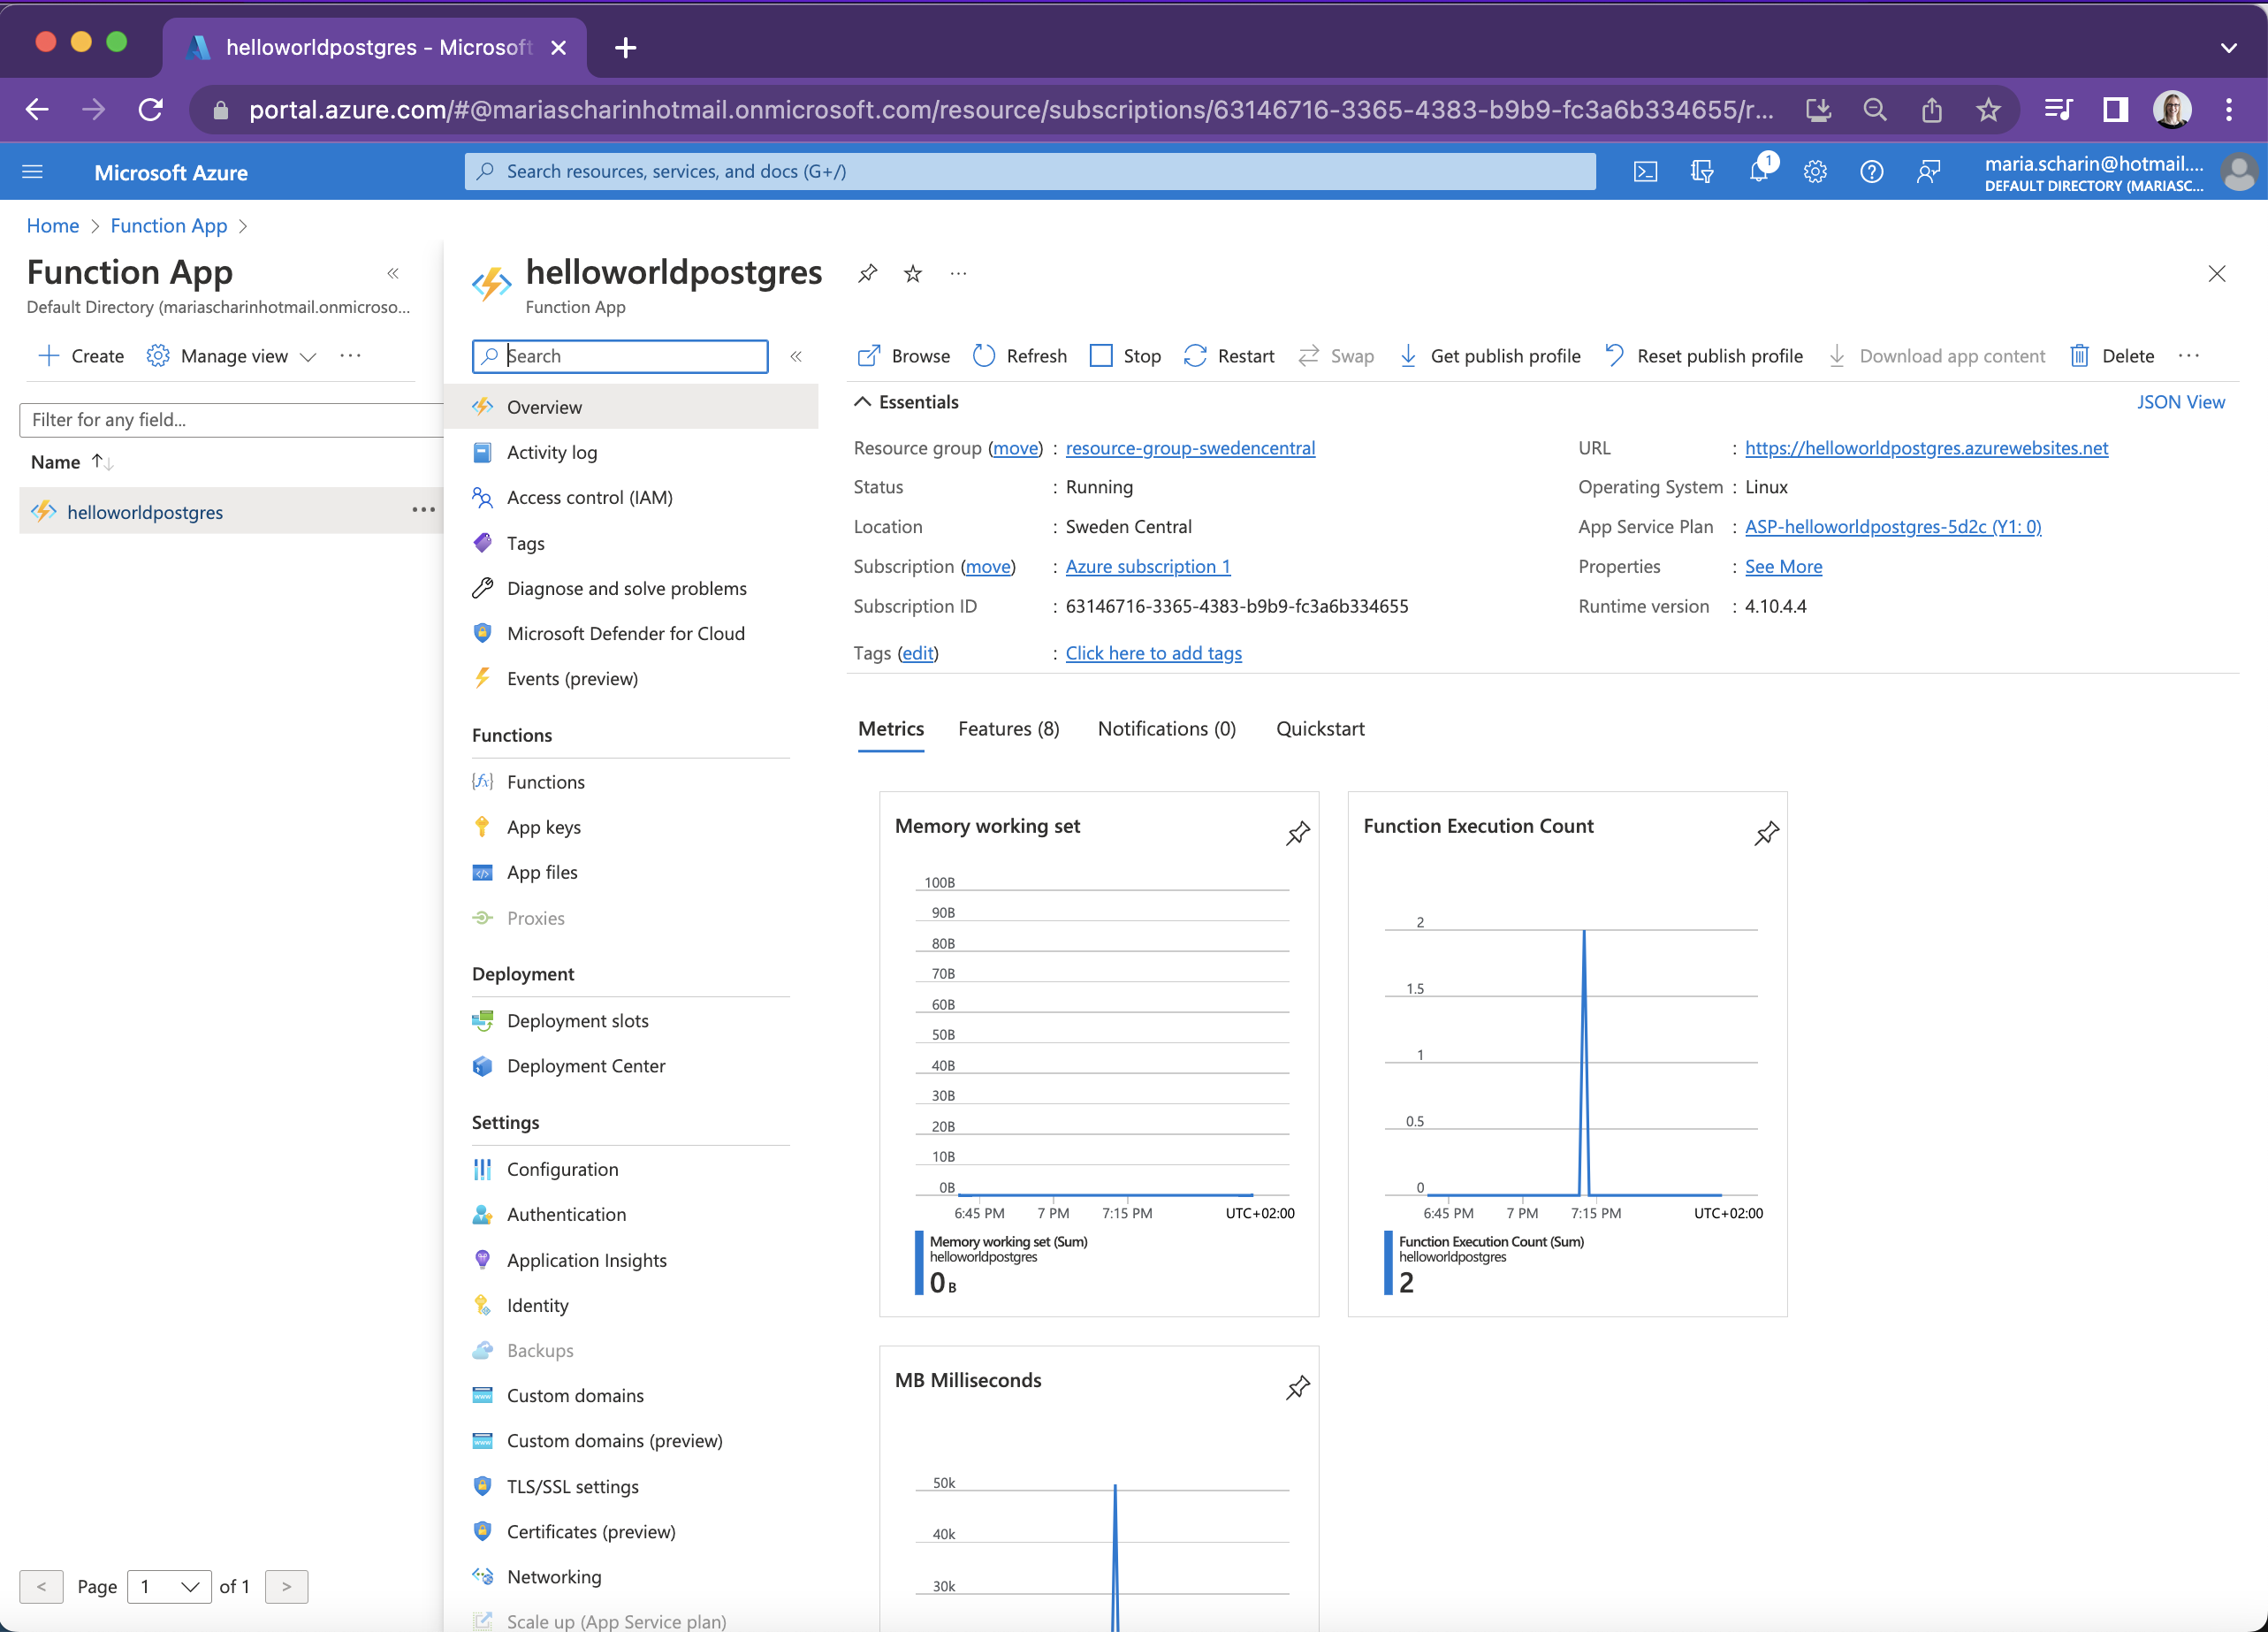 helloworldpostgres - Microsoft
portal.azure.com/#@mariascharinhotmail.onmicrosoft.com/resource/subscriptions/63146716-3365-4383-b9b9-fc3a6b334655/r...
Microsoft Azure
Search resources, services, and docs (G+/)
1
maria.scharin@hotmail....
DEFAULT DIRECTORY (MARIASC...
Home > Function App >
Function App
Default Directory (mariascharinhotmail.onmicroso...
Create Manage view ...
Filter for any field...
Name
helloworldpostgres ...
Page 1 of 1
helloworldpostgres ...
Function App
Search
Overview
Activity log
Access control (IAM)
Tags
Diagnose and solve problems
Microsoft Defender for Cloud
Events (preview)
Functions
Functions
App keys
App files
Proxies
Deployment
Deployment slots
Deployment Center
Settings
Configuration
Authentication
Application Insights
Identity
Backups
Custom domains
Custom domains (preview)
TLS/SSL settings
Certificates (preview)
Networking
Scale up (App Service plan)
Browse Refresh Stop Restart Swap Get publish profile Reset publish profile Download app content Delete ...
Essentials
JSON View
Resource group (move) : resource-group-swedencentral
Status : Running
Location : Sweden Central
Subscription (move) : Azure subscription 1
Subscription ID : 63146716-3365-4383-b9b9-fc3a6b334655
Tags (edit) : Click here to add tags
URL : https://helloworldpostgres.azurewebsites.net
Operating System : Linux
App Service Plan : ASP-helloworldpostgres-5d2c (Y1: 0)
Properties : See More
Runtime version : 4.10.4.4
Metrics Features (8) Notifications (0) Quickstart
Memory working set
100B
90B
80B
70B
60B
50B
40B
30B
20B
10B
0B
6:45 PM 7 PM 7:15 PM UTC+02:00
Memory working set (Sum)
helloworldpostgres
0 B
Function Execution Count
2
1.5
1
0.5
0
6:45 PM 7 PM 7:15 PM UTC+02:00
Function Execution Count (Sum)
helloworldpostgres
2
MB Milliseconds
50k
40k
30k